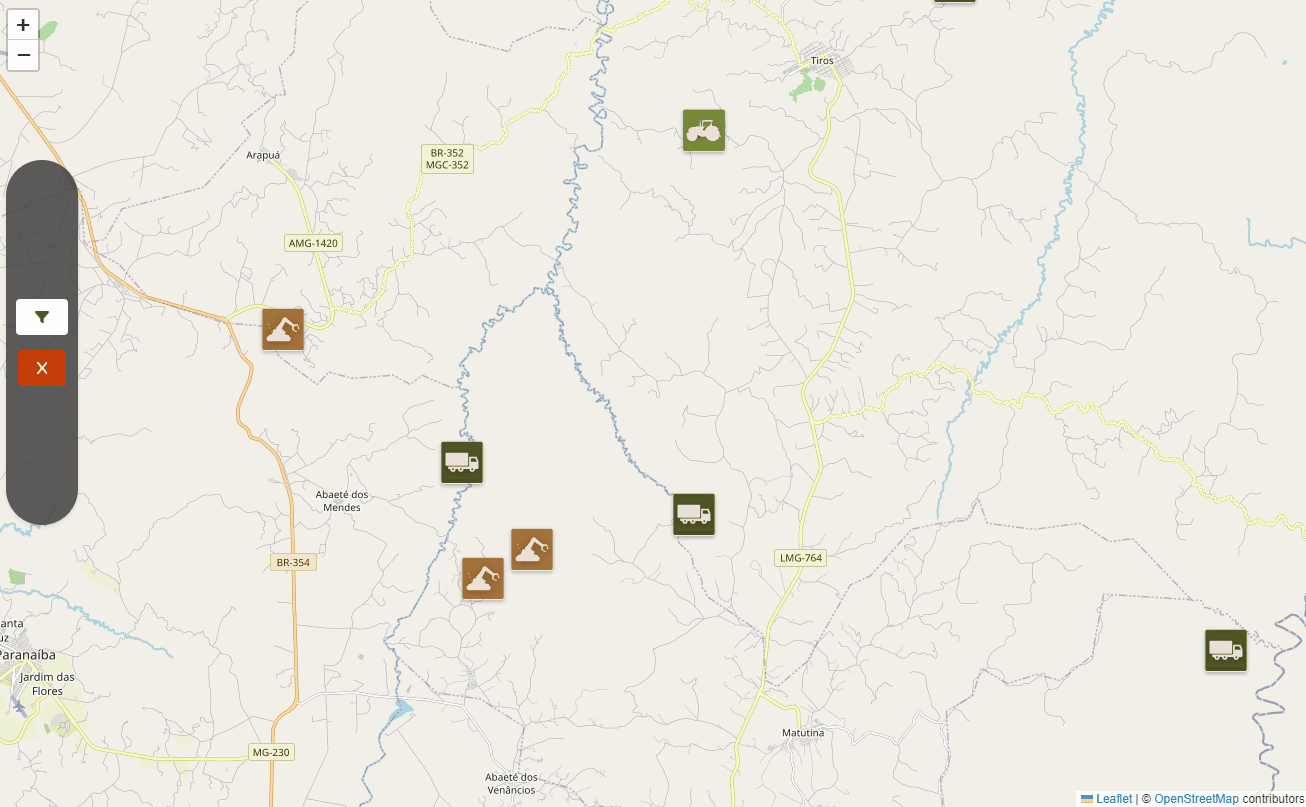 +
−
Tiros
Arapuá
BR-352
MGC-352
AMG-1420
X
Abaeté dos
Mendes
BR-354
LMG-764
anta
uz
Paranaíba
Jardim das
Flores
Matutina
MG-230
Abaeté dos
Venâncios
Leaflet | © OpenStreetMap contributors